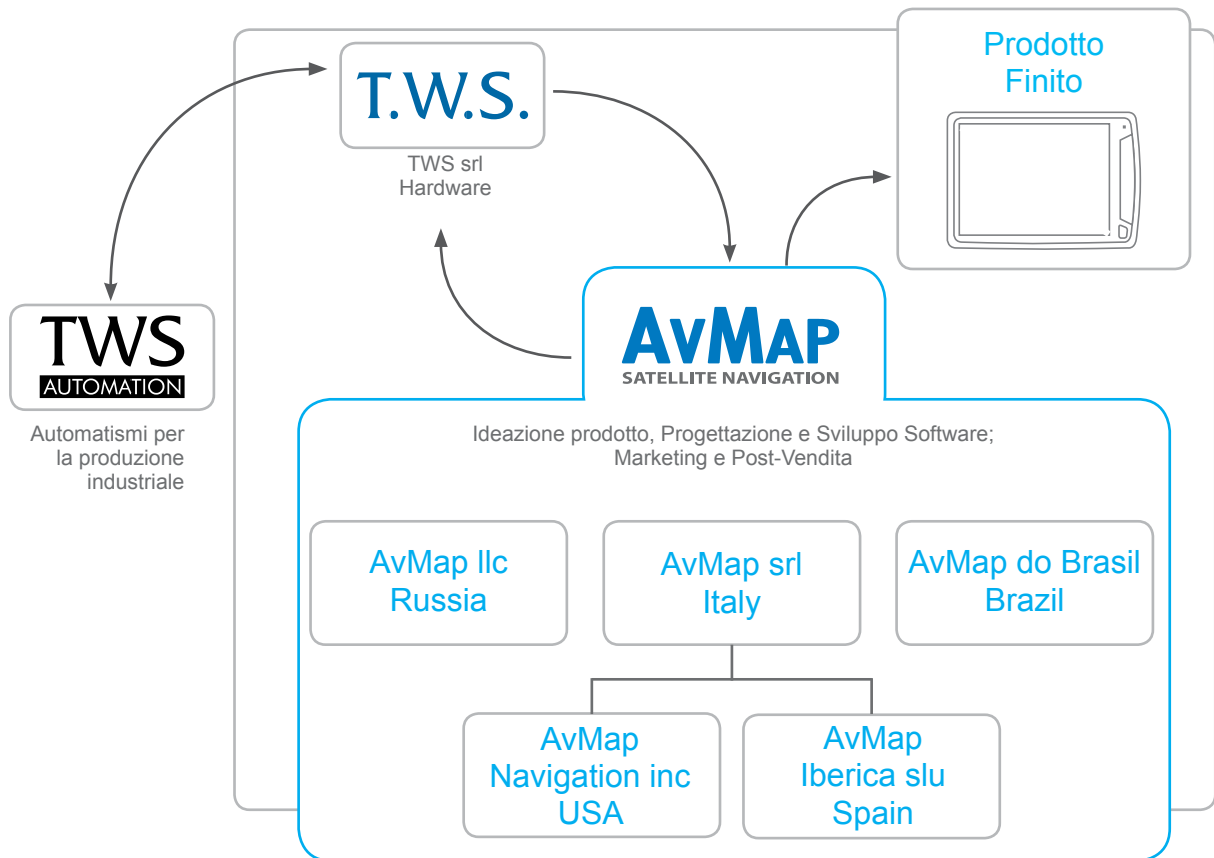 Prodotto
Finito
T.W.S.
TWS srl
Hardware
AVMAP
SATELLITE NAVIGATION
TWS
AUTOMATION
Automatismi per
la produzione
industriale
Ideazione prodotto, Progettazione e Sviluppo Software;
Marketing e Post-Vendita
AvMap llc
Russia
AvMap srl
Italy
AvMap do Brasil
Brazil
AvMap
Navigation inc
USA
AvMap
Iberica slu
Spain